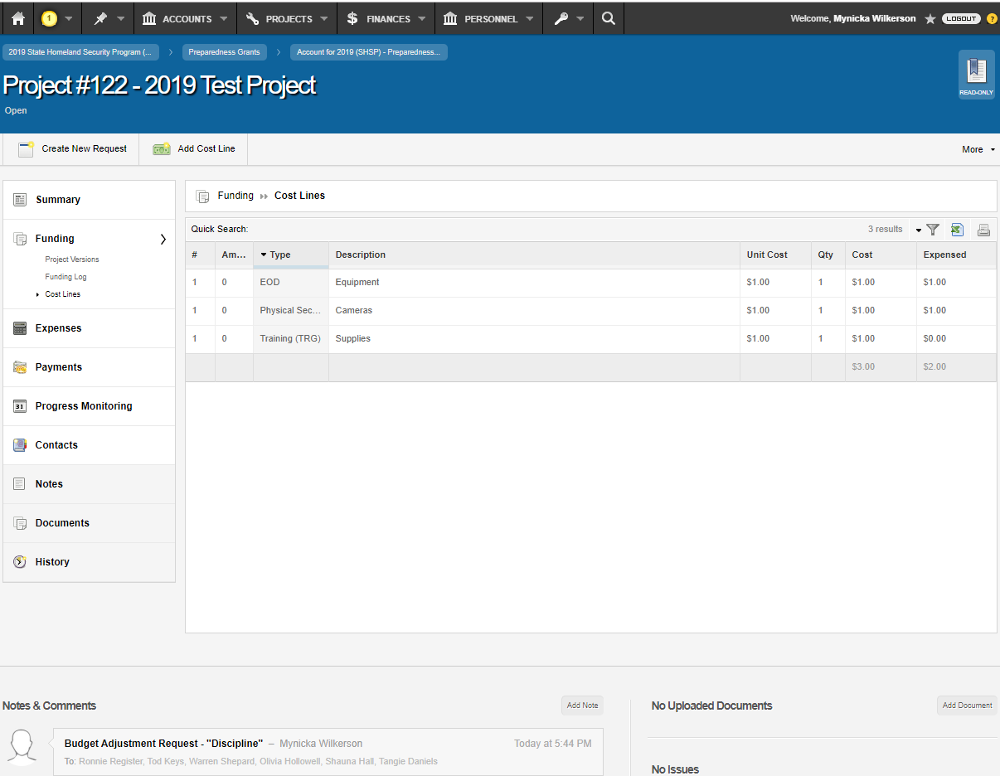 1 ACCOUNTS PROJECTS FINANCES PERSONNEL Welcome, Mynicka Wilkerson LOGOUT ?
2019 State Homeland Security Program (... Preparedness Grants Account for 2019 (SHSP) - Preparedness...
Project #122 - 2019 Test Project
READ-ONLY
Open
Create New Request Add Cost Line More
Summary
Funding
Project Versions
Funding Log
Cost Lines
Expenses
Payments
31 Progress Monitoring
Contacts
Notes
Documents
History
Funding Cost Lines
Quick Search: 3 results
# Am... Type Description Unit Cost Qty Cost Expensed
1 0 EOD Equipment $1.00 1 $1.00 $1.00
1 0 Physical Sec... Cameras $1.00 1 $1.00 $1.00
1 0 Training (TRG) Supplies $1.00 1 $1.00 $0.00
$3.00 $2.00
Notes & Comments Add Note
Budget Adjustment Request - "Discipline" – Mynicka Wilkerson Today at 5:44 PM
To: Ronnie Register, Tod Keys, Warren Shepard, Olivia Hollowell, Shauna Hall, Tangie Daniels
No Uploaded Documents Add Document
No Issues